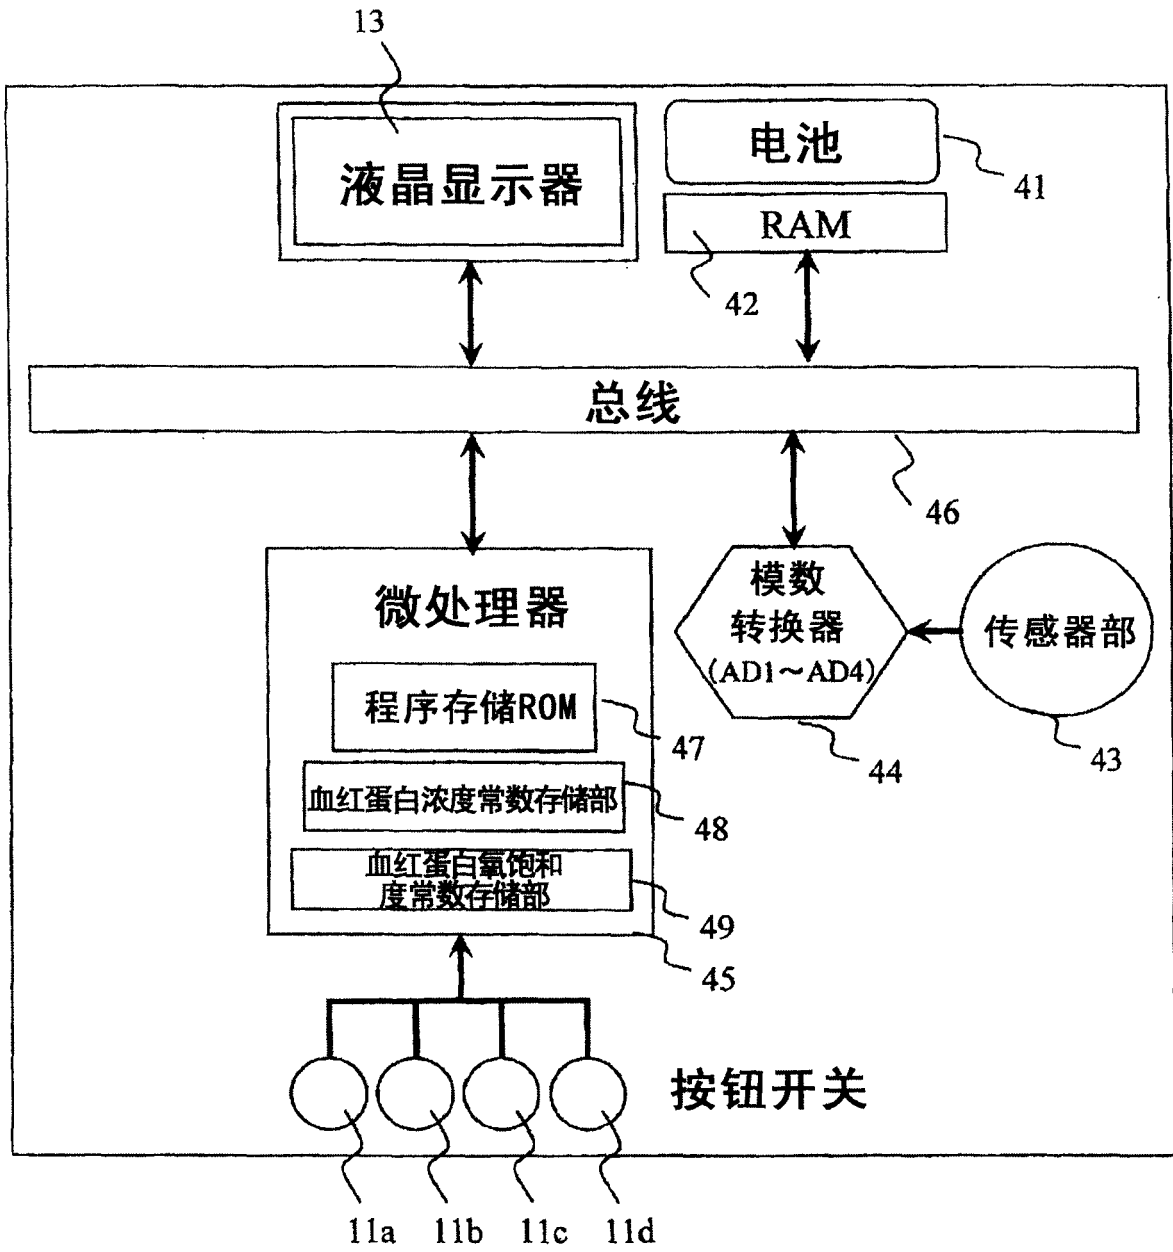 13
电池
液晶显示器
41
RAM
42
总线
46
微处理器
模数
转换器
(AD1～AD4)
传感器部
程序存储ROM
47
44
43
血红蛋白浓度常数存储部
48
血红蛋白氧饱和
度常数存储部
49
45
按钮开关
11a
11b
11c
11d